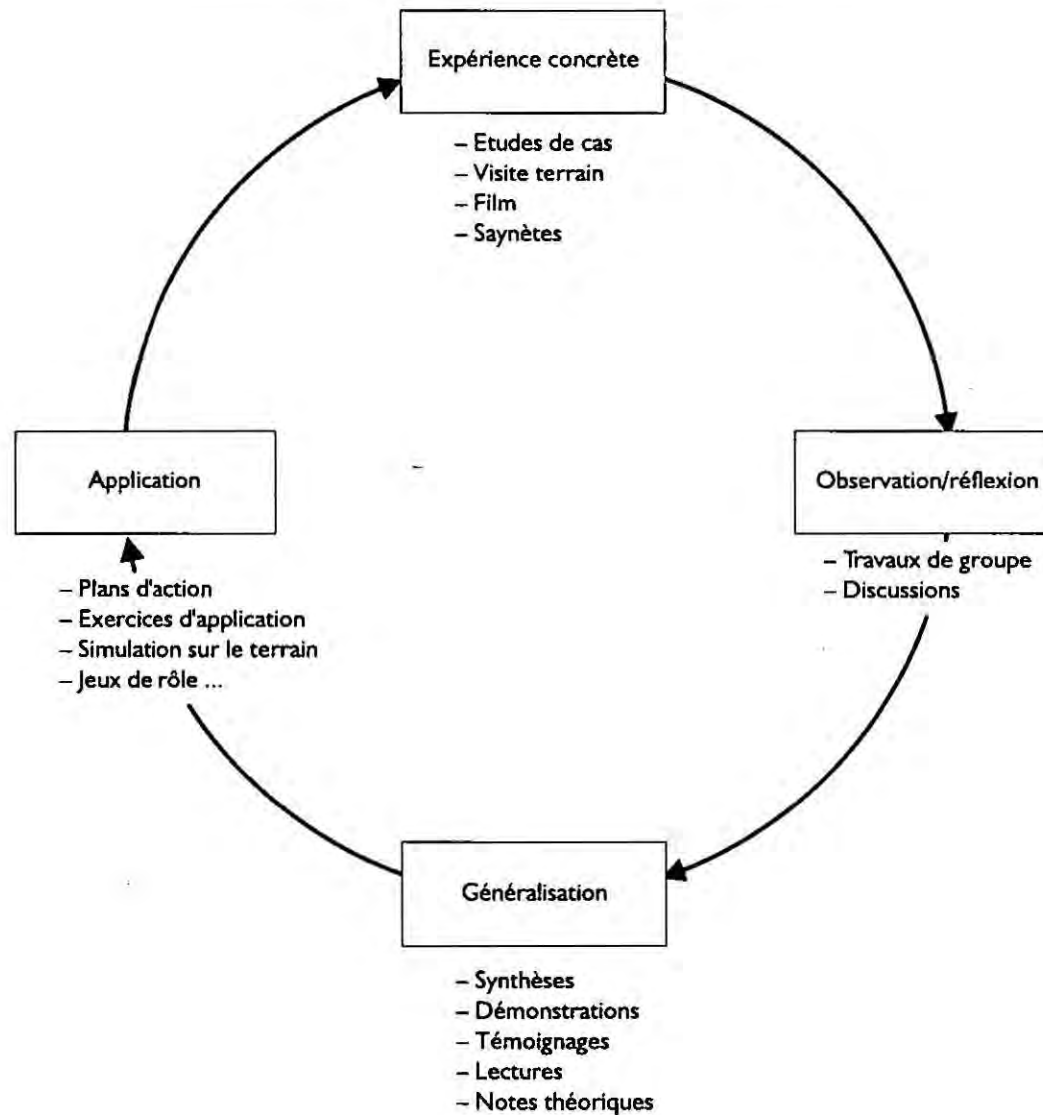 Expérience concrète
– Etudes de cas
– Visite terrain
– Film
– Saynètes
Application
Observation/réflexion
– Plans d'action
– Exercices d'application
– Simulation sur le terrain
– Jeux de rôle ...
– Travaux de groupe
– Discussions
Généralisation
– Synthèses
– Démonstrations
– Témoignages
– Lectures
– Notes théoriques